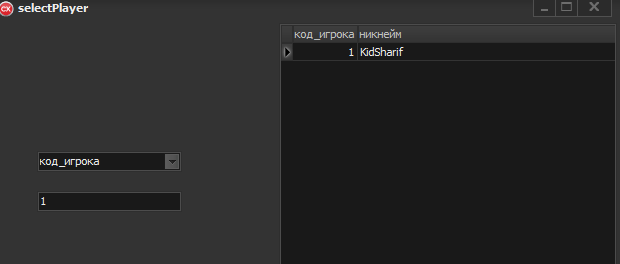 selectPlayer
код_игрока никнейм
1 KidSharif
код_игрока
1